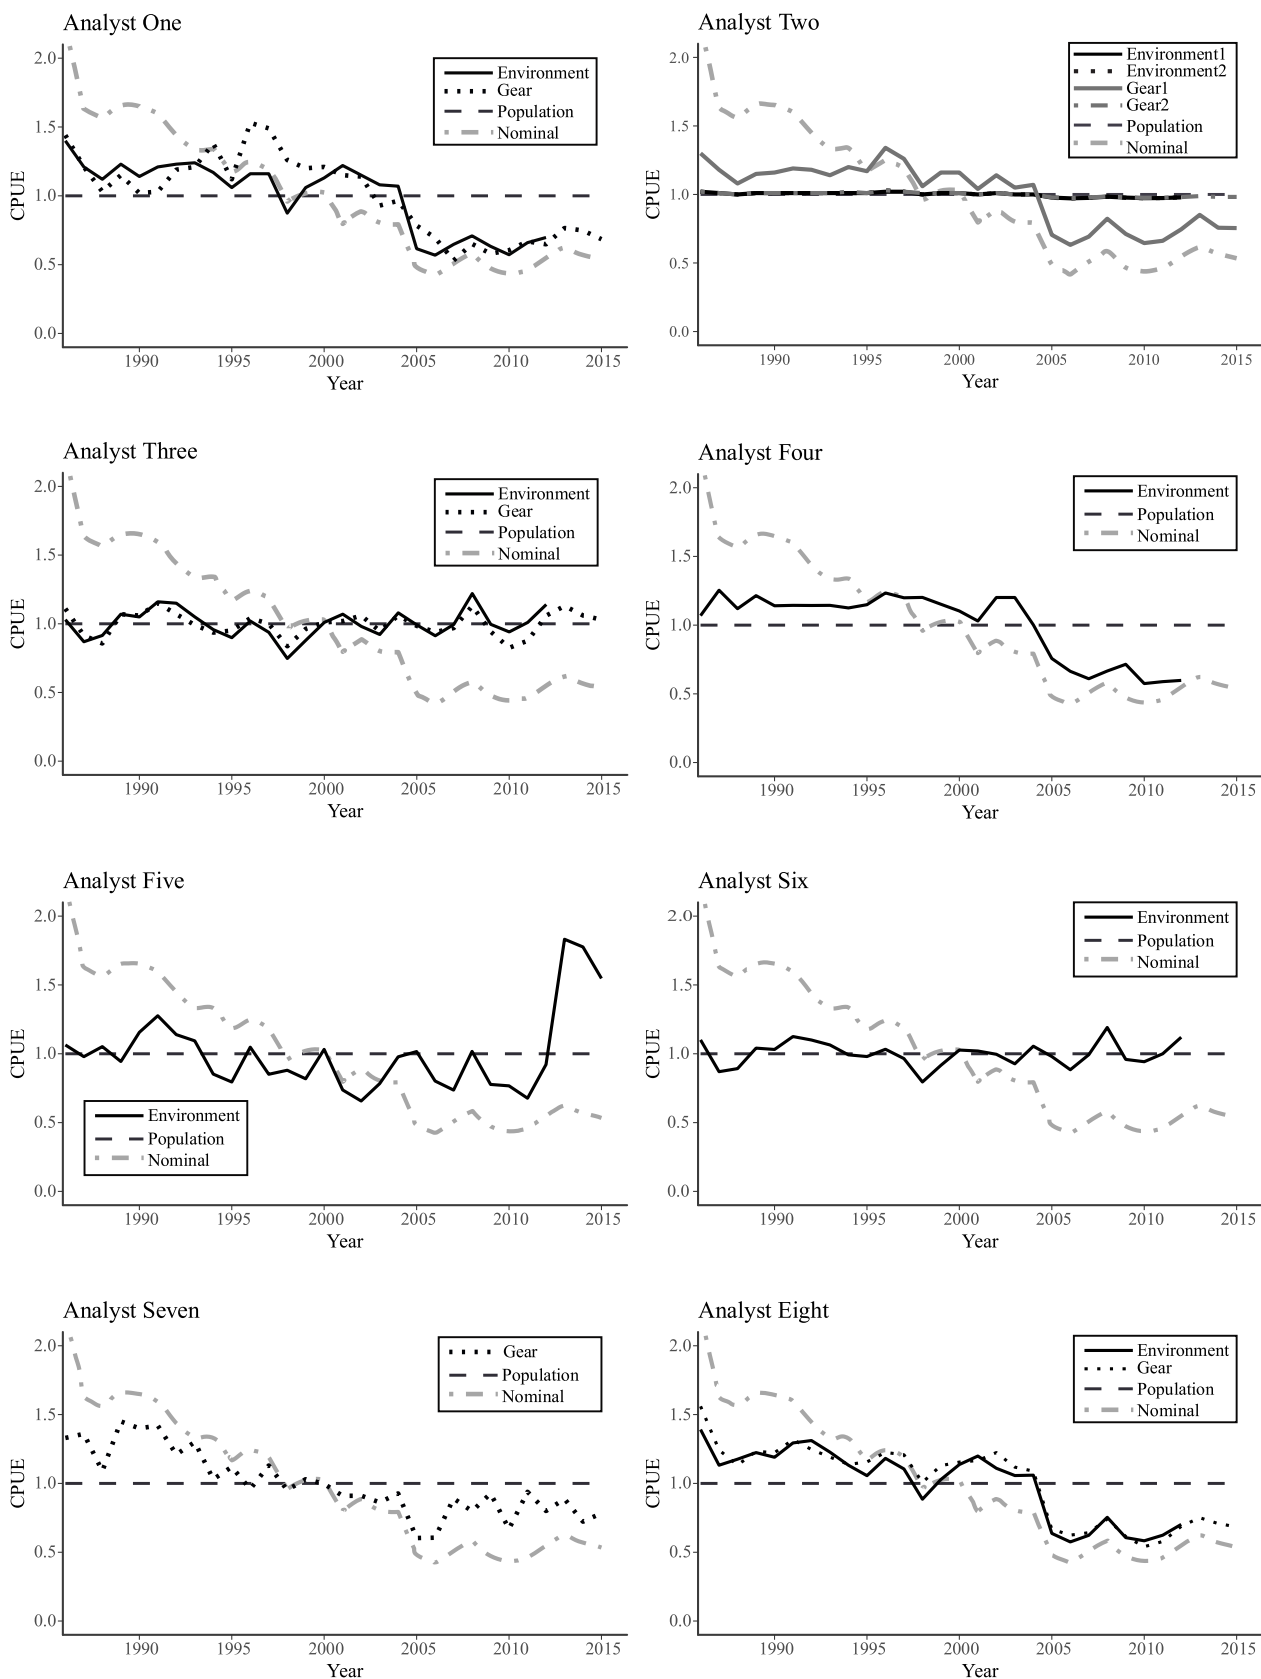 Analyst One
2.0
1.5
1.0
0.5
0.0
CPUE
Environment
Gear
Population
Nominal
1990 1995 2000 2005 2010 2015
Year
Analyst Two
2.0
1.5
1.0
0.5
0.0
CPUE
Environment1
Environment2
Gear1
Gear2
Population
Nominal
1990 1995 2000 2005 2010 2015
Year
Analyst Three
2.0
1.5
1.0
0.5
0.0
CPUE
Environment
Gear
Population
Nominal
1990 1995 2000 2005 2010 2015
Year
Analyst Four
2.0
1.5
1.0
0.5
0.0
CPUE
Environment
Population
Nominal
1990 1995 2000 2005 2010 2015
Year
Analyst Five
2.0
1.5
1.0
0.5
0.0
CPUE
Environment
Population
Nominal
1990 1995 2000 2005 2010 2015
Year
Analyst Six
2.0
1.5
1.0
0.5
0.0
CPUE
Environment
Population
Nominal
1990 1995 2000 2005 2010 2015
Year
Analyst Seven
2.0
1.5
1.0
0.5
0.0
CPUE
Gear
Population
Nominal
1990 1995 2000 2005 2010 2015
Year
Analyst Eight
2.0
1.5
1.0
0.5
0.0
CPUE
Environment
Gear
Population
Nominal
1990 1995 2000 2005 2010 2015
Year